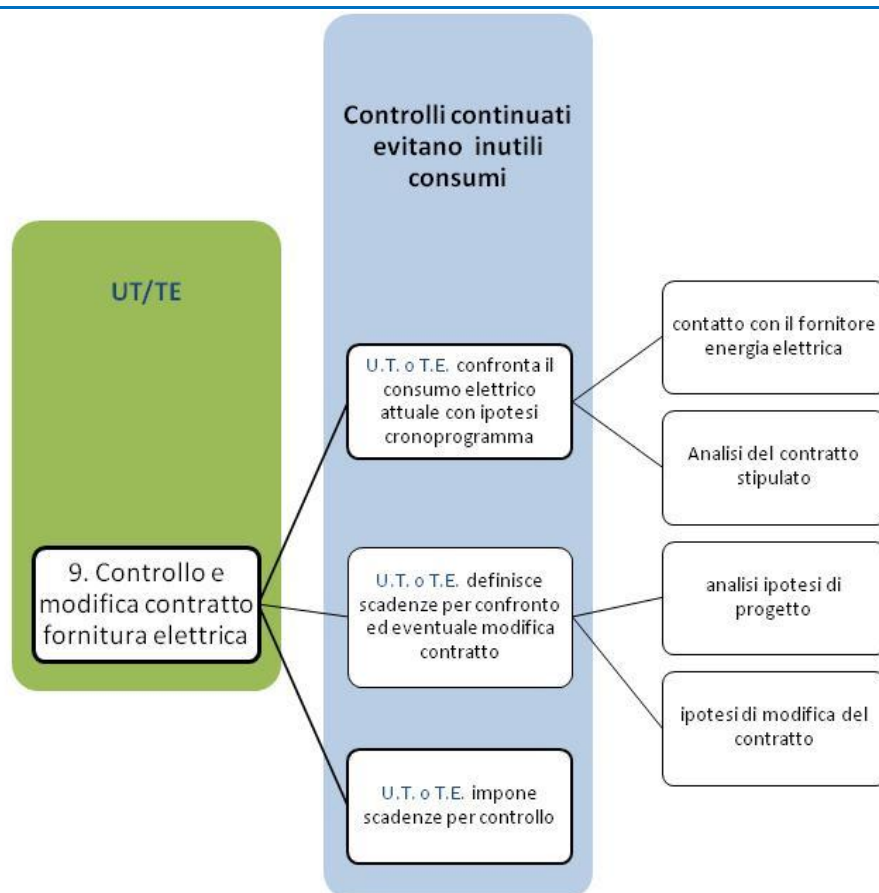 Controlli continuati
evitano inutili
consumi
UT/TE
9. Controllo e
modifica contratto
fornitura elettrica
U.T. o T.E. confronta il
consumo elettrico
attuale con ipotesi
cronoprogramma
contatto con il fornitore
energia elettrica
Analisi del contratto
stipulato
U.T. o T.E. definisce
scadenze per confronto
ed eventuale modifica
contratto
analisi ipotesi di
progetto
ipotesi di modifica del
contratto
U.T. o T.E. impone
scadenze per controllo